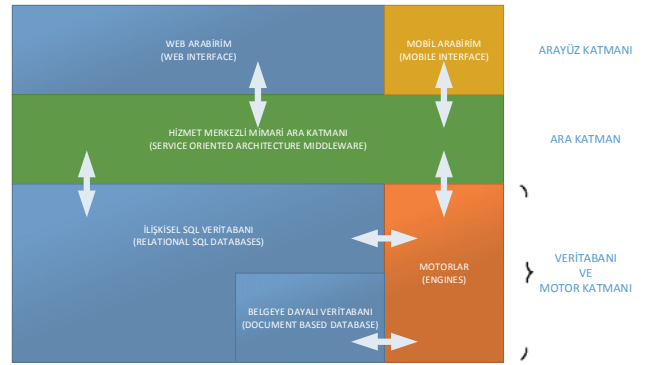 WEB ARABİRİM
(WEB INTERFACE)
MOBİL ARABİRİM
(MOBILE INTERFACE)
ARAYÜZ KATMANI
HİZMET MERKEZLİ MİMARİ ARA KATMANI
(SERVICE ORIENTED ARCHITECTURE MIDDLEWARE)
ARA KATMAN
İLİŞKİSEL SQL VERİTABANI
(RELATIONAL SQL DATABASES)
MOTORLAR
(ENGINES)
VERİTABANI
VE
MOTOR KATMANI
BELGEYE DAYALI VERİTABANI
(DOCUMENT BASED DATABASE)